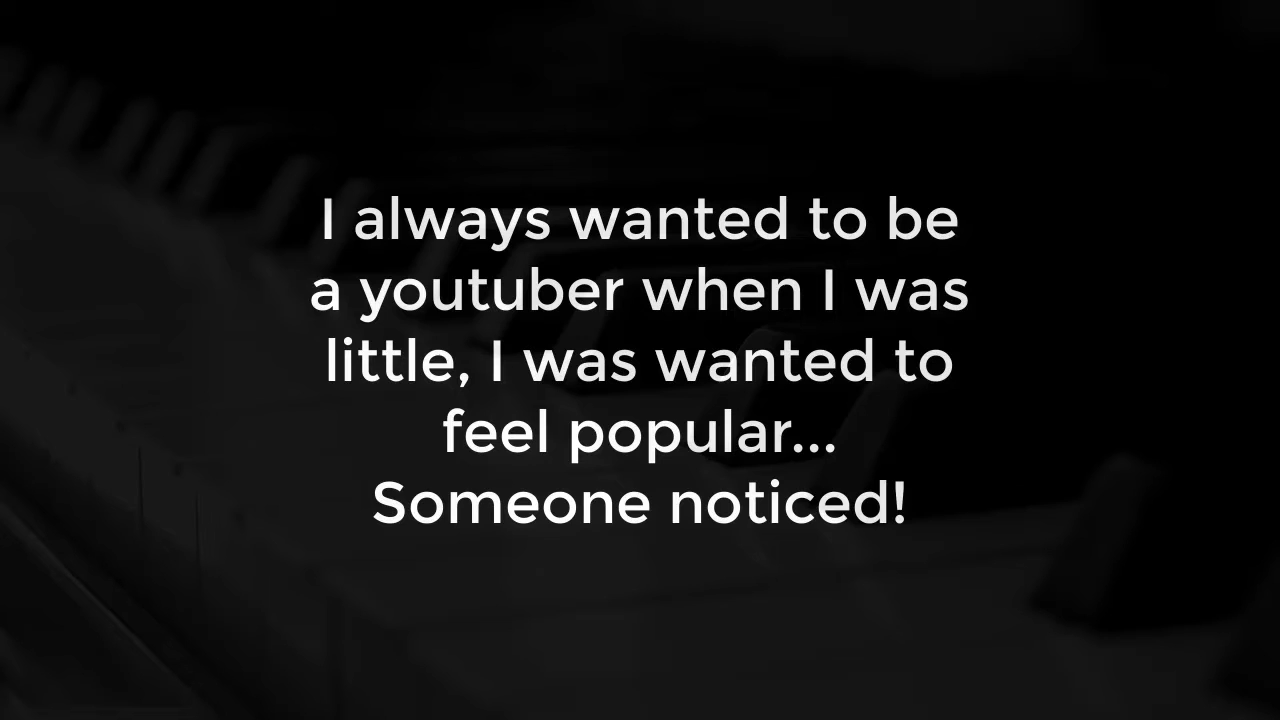 I always wanted to be
a youtuber when I was
little, I was wanted to
feel popular...
Someone noticed!